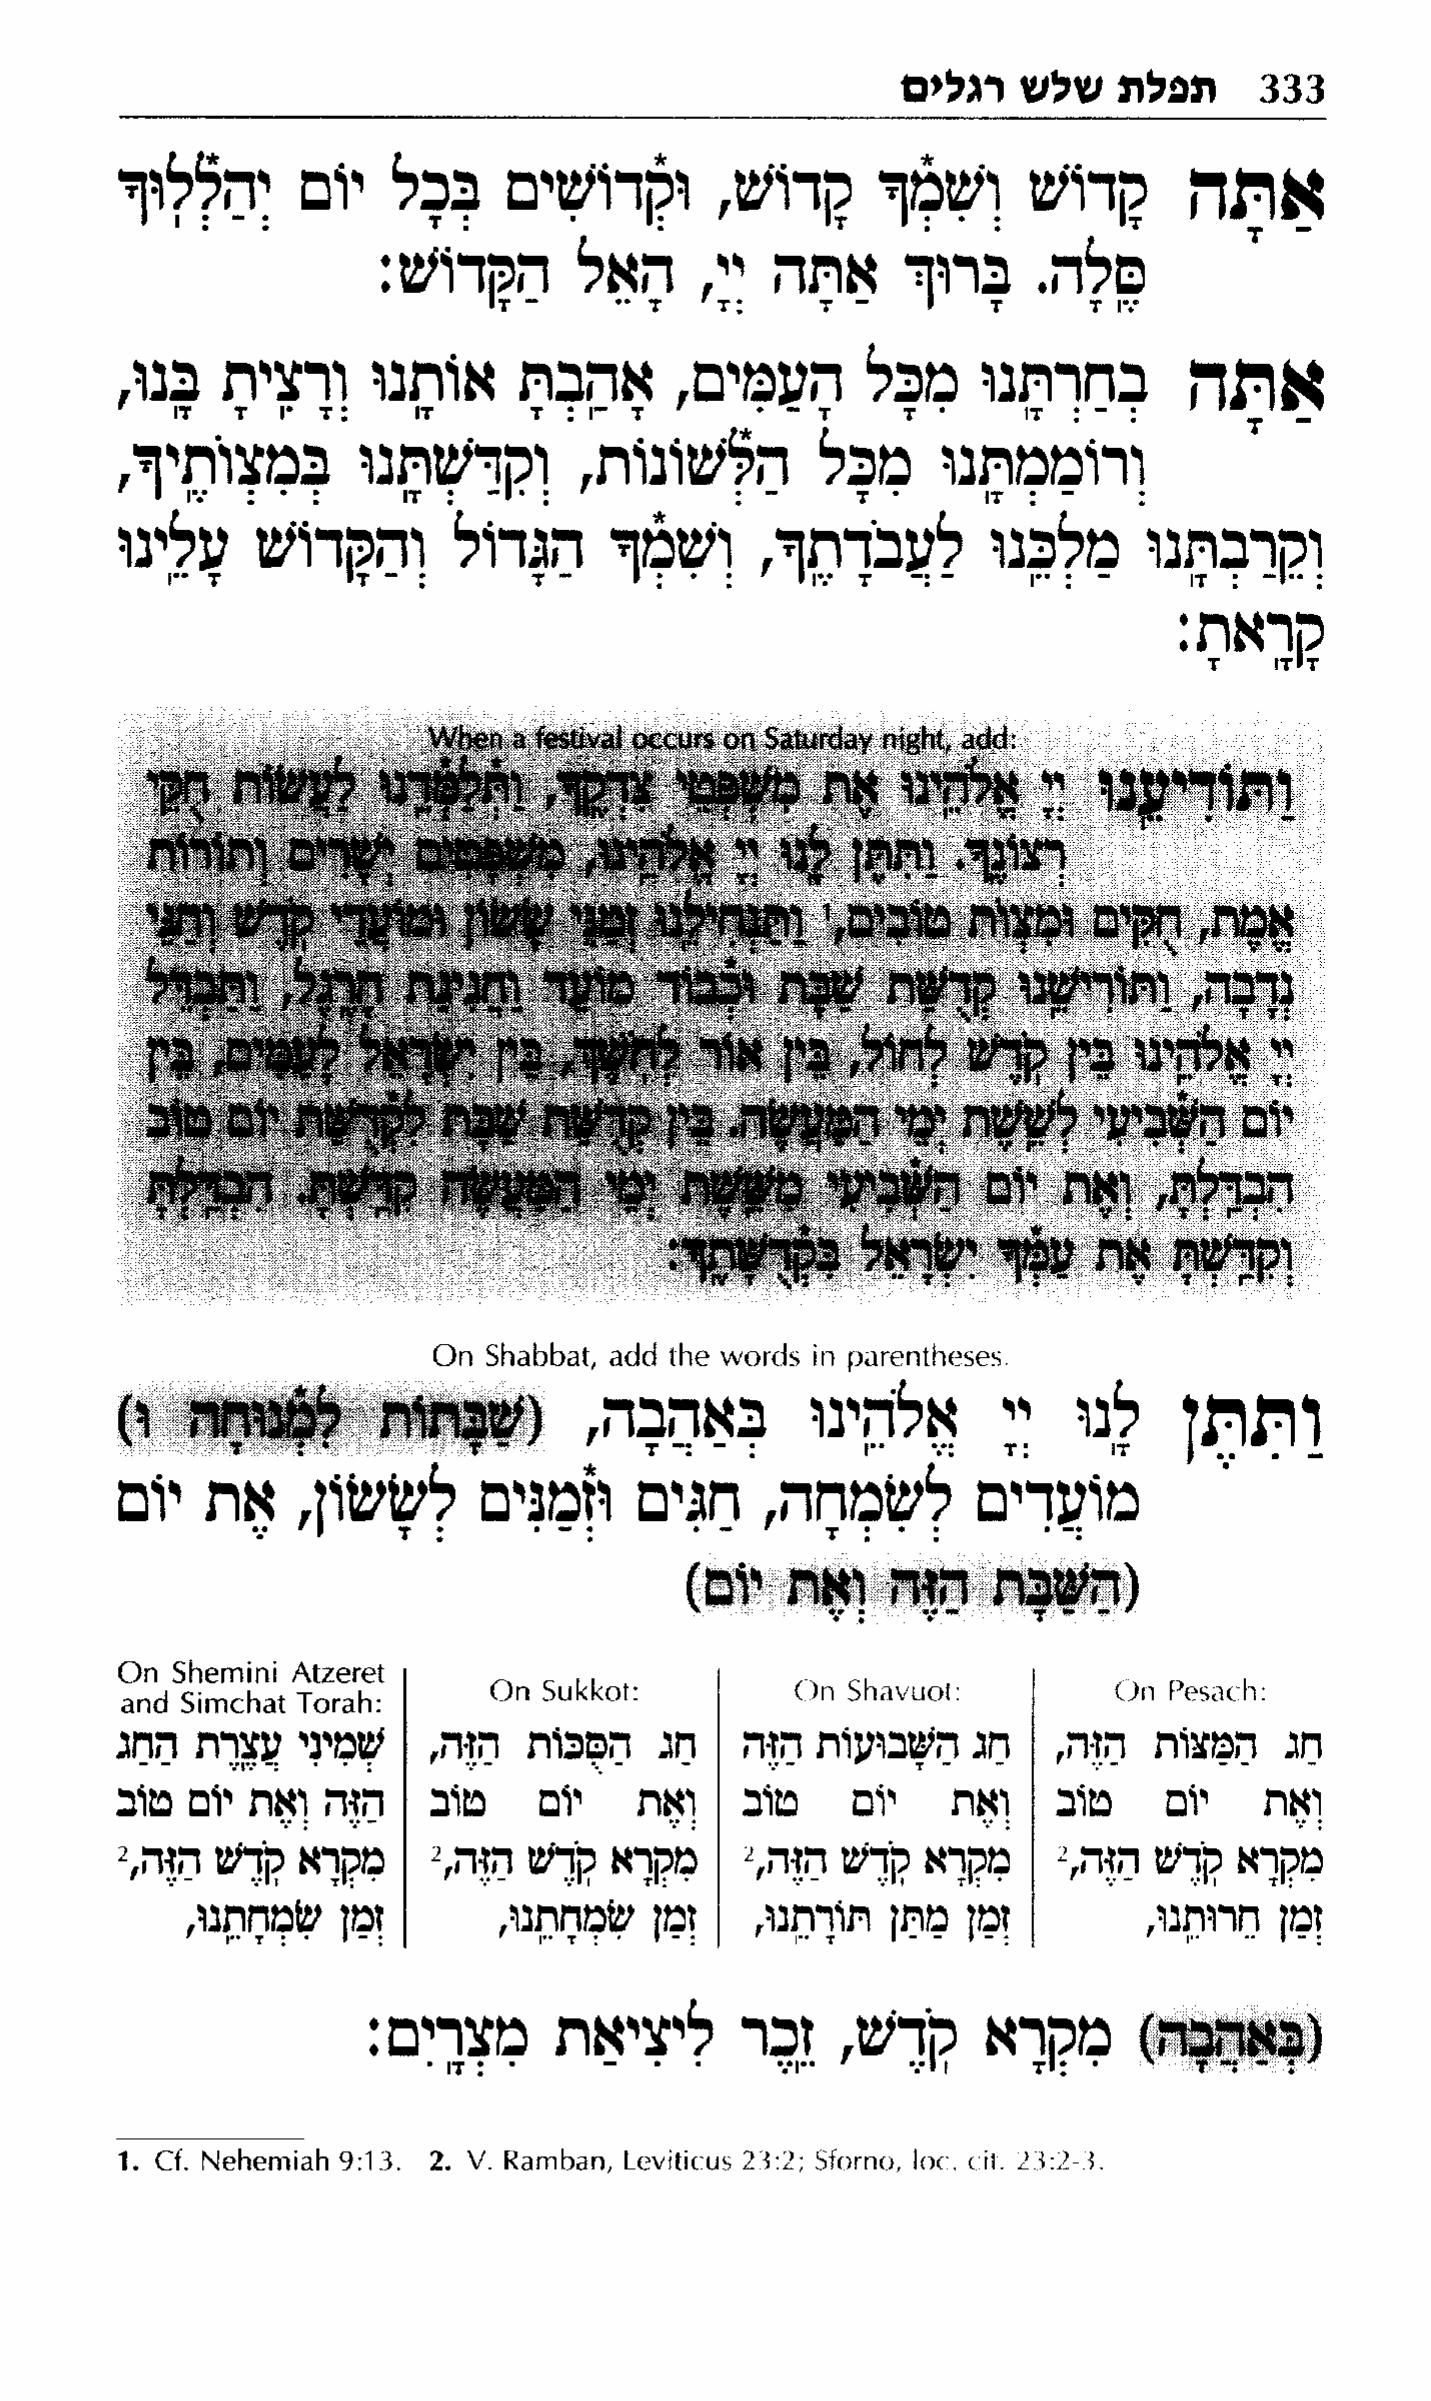 תפלת שלש רגלים 333
אַתָּה קָדוֹשׁ וְשִׁמְךָ קָדוֹשׁ, וּקְדוֹשִׁים בְּכָל יוֹם יְהַלְלֽוּךָ
סֶּֽלָה. בָּרוּךְ אַתָּה יְיָ, הָאֵל הַקָּדוֹשׁ:
אַתָּה בְחַרְתָּֽנוּ מִכָּל הָעַמִּים, אָהַֽבְתָּ אוֹתָֽנוּ וְרָצִֽיתָ בָּֽנוּ,
וְרוֹמַמְתָּֽנוּ מִכָּל הַלְּשׁוֹנוֹת, וְקִדַּשְׁתָּֽנוּ בְּמִצְוֹתֶֽיךָ,
וְקֵרַבְתָּֽנוּ מַלְכֵּֽנוּ לַעֲבֹדָתֶֽךָ, וְשִׁמְךָ הַגָּדוֹל וְהַקָּדוֹשׁ עָלֵֽינוּ
קָרָֽאתָ:
When a festival occurs on Saturday night, add:
וַתּוֹדִיעֵֽנוּ יְיָ אֱלֹהֵֽינוּ אֶת מִשְׁפְּטֵי צִדְקֶֽךָ, וַתְּלַמְּדֵֽנוּ לַעֲשׂוֹת חֻקֵּי
רְצוֹנֶֽךָ. וַתִּתֶּן לָֽנוּ יְיָ אֱלֹהֵֽינוּ, מִשְׁפָּטִים יְשָׁרִים וְתוֹרוֹת
אֱמֶת, חֻקִּים וּמִצְוֹת טוֹבִים,¹ וַתַּנְחִילֵֽנוּ זְמַנֵּי שָׂשׂוֹן וּמוֹעֲדֵי קֹֽדֶשׁ וְחַגֵּי
נְדָבָה, וַתּוֹרִישֵֽׁנוּ קְדֻשַּׁת שַׁבָּת וּכְבוֹד מוֹעֵד וַחֲגִיגַת הָרֶֽגֶל, וַתַּבְדֵּל
יְיָ אֱלֹהֵֽינוּ בֵּין קֹֽדֶשׁ לְחוֹל, בֵּין אוֹר לְחֹֽשֶׁךְ, בֵּין יִשְׂרָאֵל לָעַמִּים, בֵּין
יוֹם הַשְּׁבִיעִי לְשֵֽׁשֶׁת יְמֵי הַמַּעֲשֶׂה. בֵּין קְדֻשַּׁת שַׁבָּת לִקְדֻשַּׁת יוֹם טוֹב
הִבְדַּֽלְתָּ, וְאֶת יוֹם הַשְּׁבִיעִי מִשֵּֽׁשֶׁת יְמֵי הַמַּעֲשֶׂה קִדַּֽשְׁתָּ. הִבְדַּֽלְתָּ
וְקִדַּֽשְׁתָּ אֶת עַמְּךָ יִשְׂרָאֵל בִּקְדֻשָּׁתֶֽךָ:
On Shabbat, add the words in parentheses.
וַתִּתֶּן לָֽנוּ יְיָ אֱלֹהֵֽינוּ בְּאַהֲבָה, (שַׁבָּתוֹת לִמְנוּחָה וּ)
מוֹעֲדִים לְשִׂמְחָה, חַגִּים וּזְמַנִּים לְשָׂשׂוֹן, אֶת יוֹם
(הַשַּׁבָּת הַזֶּה וְאֶת יוֹם)
On Pesach:
חַג הַמַּצּוֹת הַזֶּה,
וְאֶת יוֹם טוֹב
מִקְרָא קֹֽדֶשׁ הַזֶּה,²
זְמַן חֵרוּתֵֽנוּ,
On Shavuot:
חַג הַשָּׁבוּעוֹת הַזֶּה
וְאֶת יוֹם טוֹב
מִקְרָא קֹֽדֶשׁ הַזֶּה,²
זְמַן מַתַּן תּוֹרָתֵֽנוּ,
On Sukkot:
חַג הַסֻּכּוֹת הַזֶּה,
וְאֶת יוֹם טוֹב
מִקְרָא קֹֽדֶשׁ הַזֶּה,²
זְמַן שִׂמְחָתֵֽנוּ,
On Shemini Atzeret
and Simchat Torah:
שְׁמִינִי עֲצֶֽרֶת הַחַג
הַזֶּה וְאֶת יוֹם טוֹב
מִקְרָא קֹֽדֶשׁ הַזֶּה,²
זְמַן שִׂמְחָתֵֽנוּ,
(בְּאַהֲבָה) מִקְרָא קֹֽדֶשׁ, זֵֽכֶר לִיצִיאַת מִצְרָֽיִם:
1. Cf. Nehemiah 9:13. 2. V. Ramban, Leviticus 23:2; Sforno, loc. cit. 23:2-3.